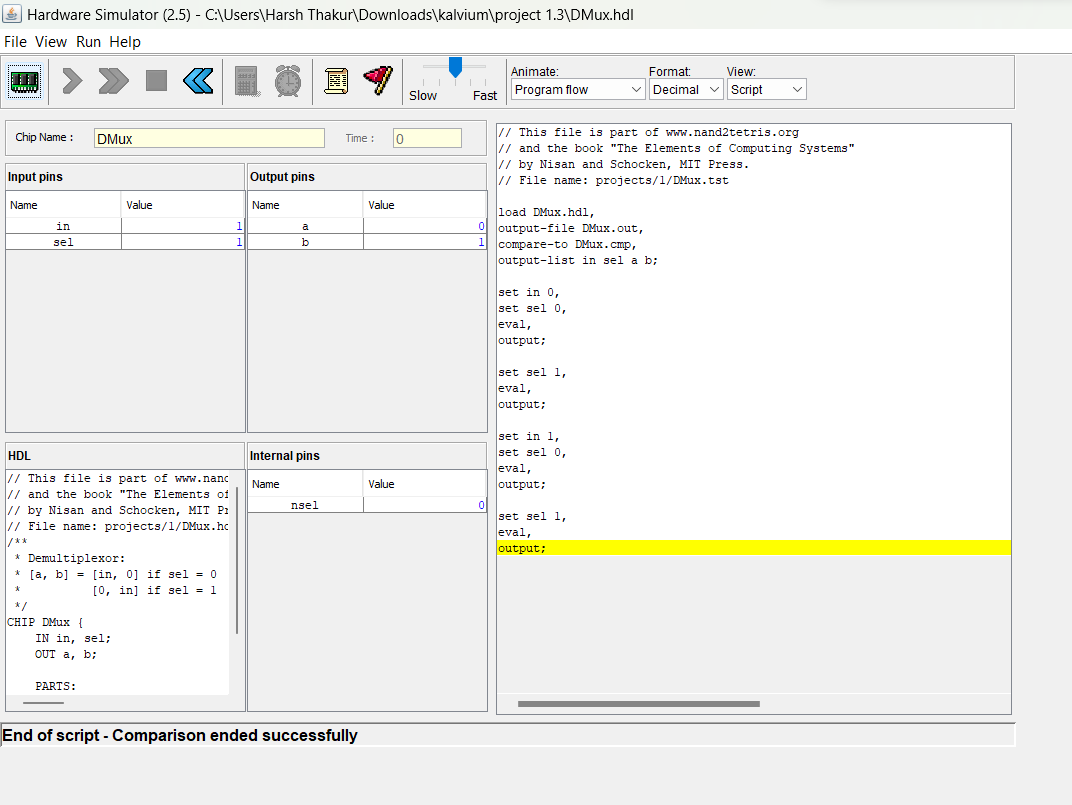 Hardware Simulator (2.5) - C:\Users\Harsh Thakur\Downloads\kalvium\project 1.3\DMux.hdl
File View Run Help
Slow Fast
Animate:
Program flow
Format:
Decimal
View:
Script
Chip Name :
DMux
Time :
0
Input pins
Name Value
in 1
sel 1
Output pins
Name Value
a 0
b 1
HDL
// This file is part of www.nand
// and the book "The Elements of
// by Nisan and Schocken, MIT Pr
// File name: projects/1/DMux.hd
/**
* Demultiplexor:
* [a, b] = [in, 0] if sel = 0
* [0, in] if sel = 1
*/
CHIP DMux {
IN in, sel;
OUT a, b;
PARTS:
Internal pins
Name Value
nsel 0
// This file is part of www.nand2tetris.org
// and the book "The Elements of Computing Systems"
// by Nisan and Schocken, MIT Press.
// File name: projects/1/DMux.tst
load DMux.hdl,
output-file DMux.out,
compare-to DMux.cmp,
output-list in sel a b;
set in 0,
set sel 0,
eval,
output;
set sel 1,
eval,
output;
set in 1,
set sel 0,
eval,
output;
set sel 1,
eval,
output;
End of script - Comparison ended successfully